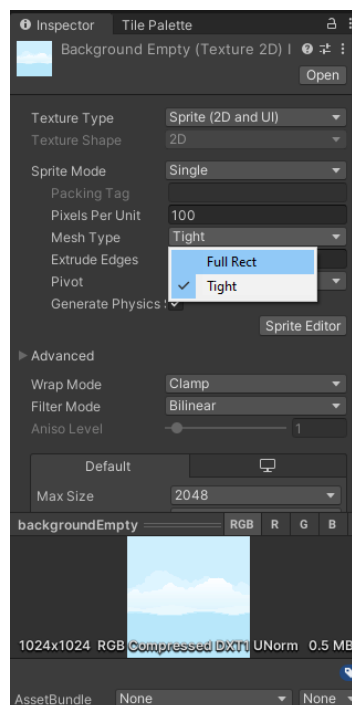 Inspector Tile Palette
Background Empty (Texture 2D) I
Open
Texture Type Sprite (2D and UI)
Texture Shape 2D
Sprite Mode Single
Packing Tag
Pixels Per Unit 100
Mesh Type Tight
Extrude Edges Full Rect
Pivot Tight
Generate Physics
Sprite Editor
Advanced
Wrap Mode Clamp
Filter Mode Bilinear
Aniso Level 1
Default
Max Size 2048
backgroundEmpty RGB R G B
1024x1024 RGB Compressed DXT1 UNorm 0.5 MB
AssetBundle None None